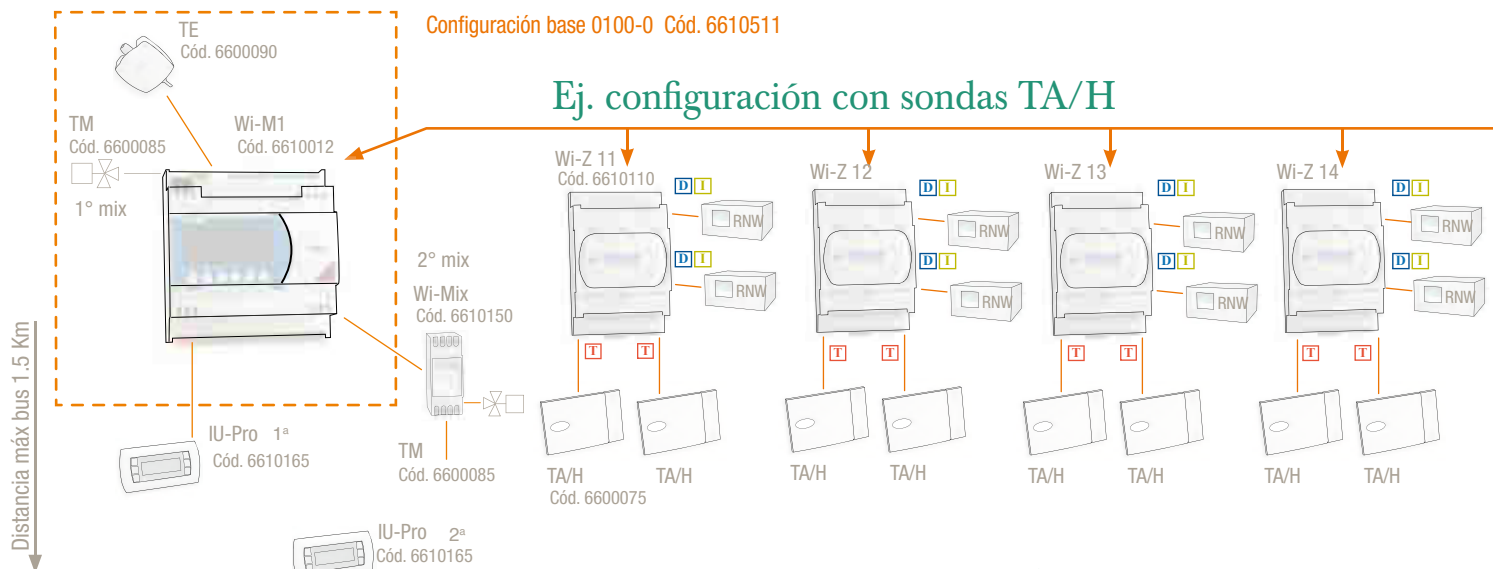 Configuración base 0100-0 Cód. 6610511
Ej. configuración con sondas TA/H
TE
Cód. 6600090
TM
Cód. 6600085
1° mix
Wi-M1
Cód. 6610012
2° mix
Wi-Mix
Cód. 6610150
TM
Cód. 6600085
IU-Pro 1ª
Cód. 6610165
IU-Pro 2ª
Cód. 6610165
Distancia máx bus 1.5 Km
Wi-Z 11
Cód. 6610110
D I
RNW
D I
RNW
T T
TA/H
Cód. 6600075
TA/H
Wi-Z 12
D I
RNW
D I
RNW
T T
TA/H
TA/H
Wi-Z 13
D I
RNW
D I
RNW
T T
TA/H
TA/H
Wi-Z 14
D I
RNW
D I
RNW
T T
TA/H
TA/H